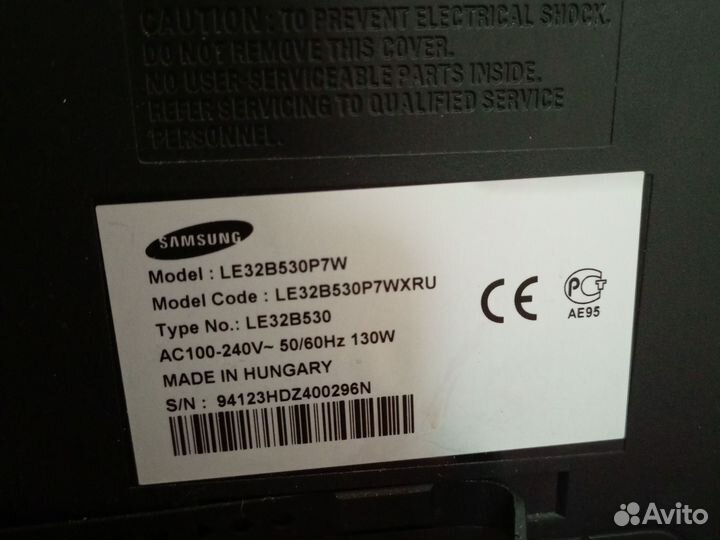 CAUTION : TO PREVENT ELECTRICAL SHOCK,
DO NOT REMOVE THIS COVER.
NO USER-SERVICEABLE PARTS INSIDE.
REFER SERVICING TO QUALIFIED SERVICE
PERSONNEL.
SAMSUNG
Model : LE32B530P7W
Model Code : LE32B530P7WXRU
Type No.: LE32B530
AC100-240V~ 50/60Hz 130W
MADE IN HUNGARY
S/N : 94123HDZ400296N
CE
РСТ
AE95
Avito